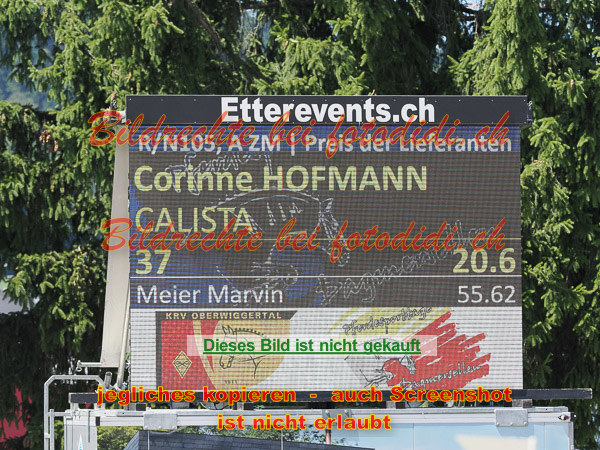 Etterevents.ch
Bildrechte bei fotodidi.ch
R/N105, A ZM | Preis der Lieferanten
Corinne HOFMANN
CALISTA
Bildrechte bei fotodidi.ch
37 20.6
Meier Marvin 55.62
KRV OBERWIGGERTAL
Pferdesporttage
Dieses Bild ist nicht gekauft
Dagmersellen
jegliches kopieren - auch Screenshot
ist nicht erlaubt